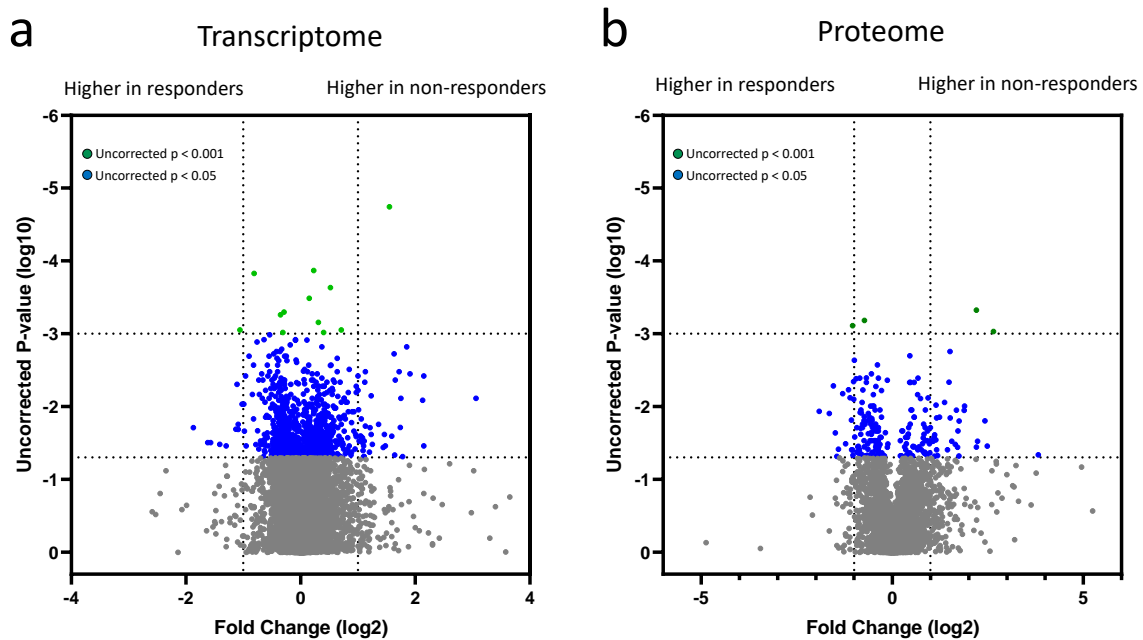 a
Transcriptome
Higher in responders
Higher in non-responders
-6
-5
-4
-3
-2
-1
0
Uncorrected p < 0.001
Uncorrected p < 0.05
Uncorrected P-value (log10)
-4
-2
0
2
4
Fold Change (log2)
b
Proteome
Higher in responders
Higher in non-responders
-6
-5
-4
-3
-2
-1
0
Uncorrected p < 0.001
Uncorrected p < 0.05
Uncorrected P-value (log10)
-5
0
5
Fold Change (log2)